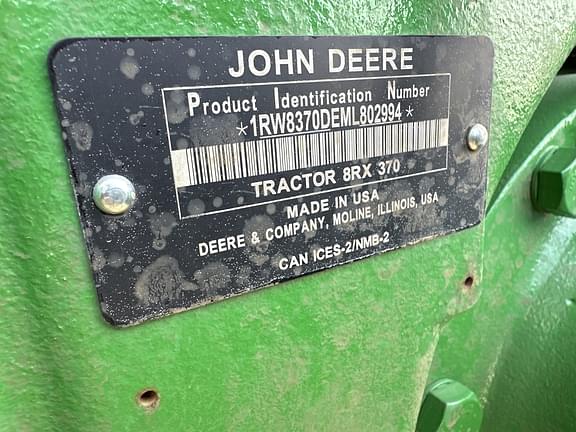 JOHN DEERE
Product Identification Number
*1RW8370DEML802994*
TRACTOR 8RX 370
MADE IN USA
DEERE & COMPANY, MOLINE, ILLINOIS, USA
CAN ICES-2/NMB-2